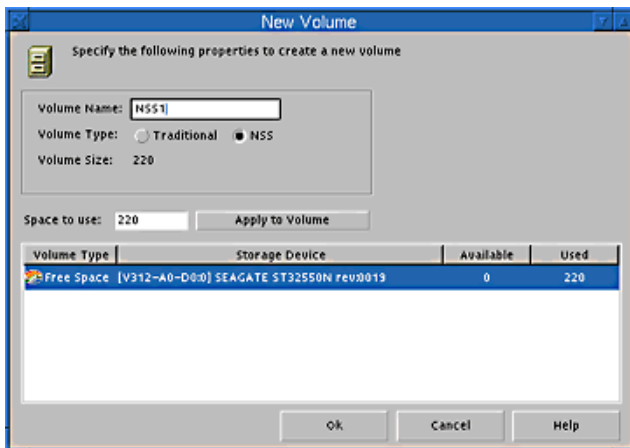 New Volume
Specify the following properties to create a new volume
Volume Name: NSS1
Volume Type: Traditional NSS
Volume Size: 220
Space to use: 220 Apply to Volume
Volume Type Storage Device Available Used
Free Space [V312-A0-D0:0] SEAGATE ST32550N rev:0019 0 220
Ok Cancel Help